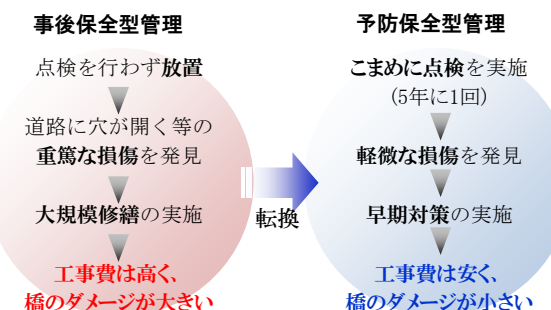 事後保全型管理
点検を行わず放置
道路に穴が開く等の
重篤な損傷を発見
大規模修繕の実施
工事費は高く、
橋のダメージが大きい
転換
予防保全型管理
こまめに点検を実施
(5年に1回)
軽微な損傷を発見
早期対策の実施
工事費は安く、
橋のダメージが小さい